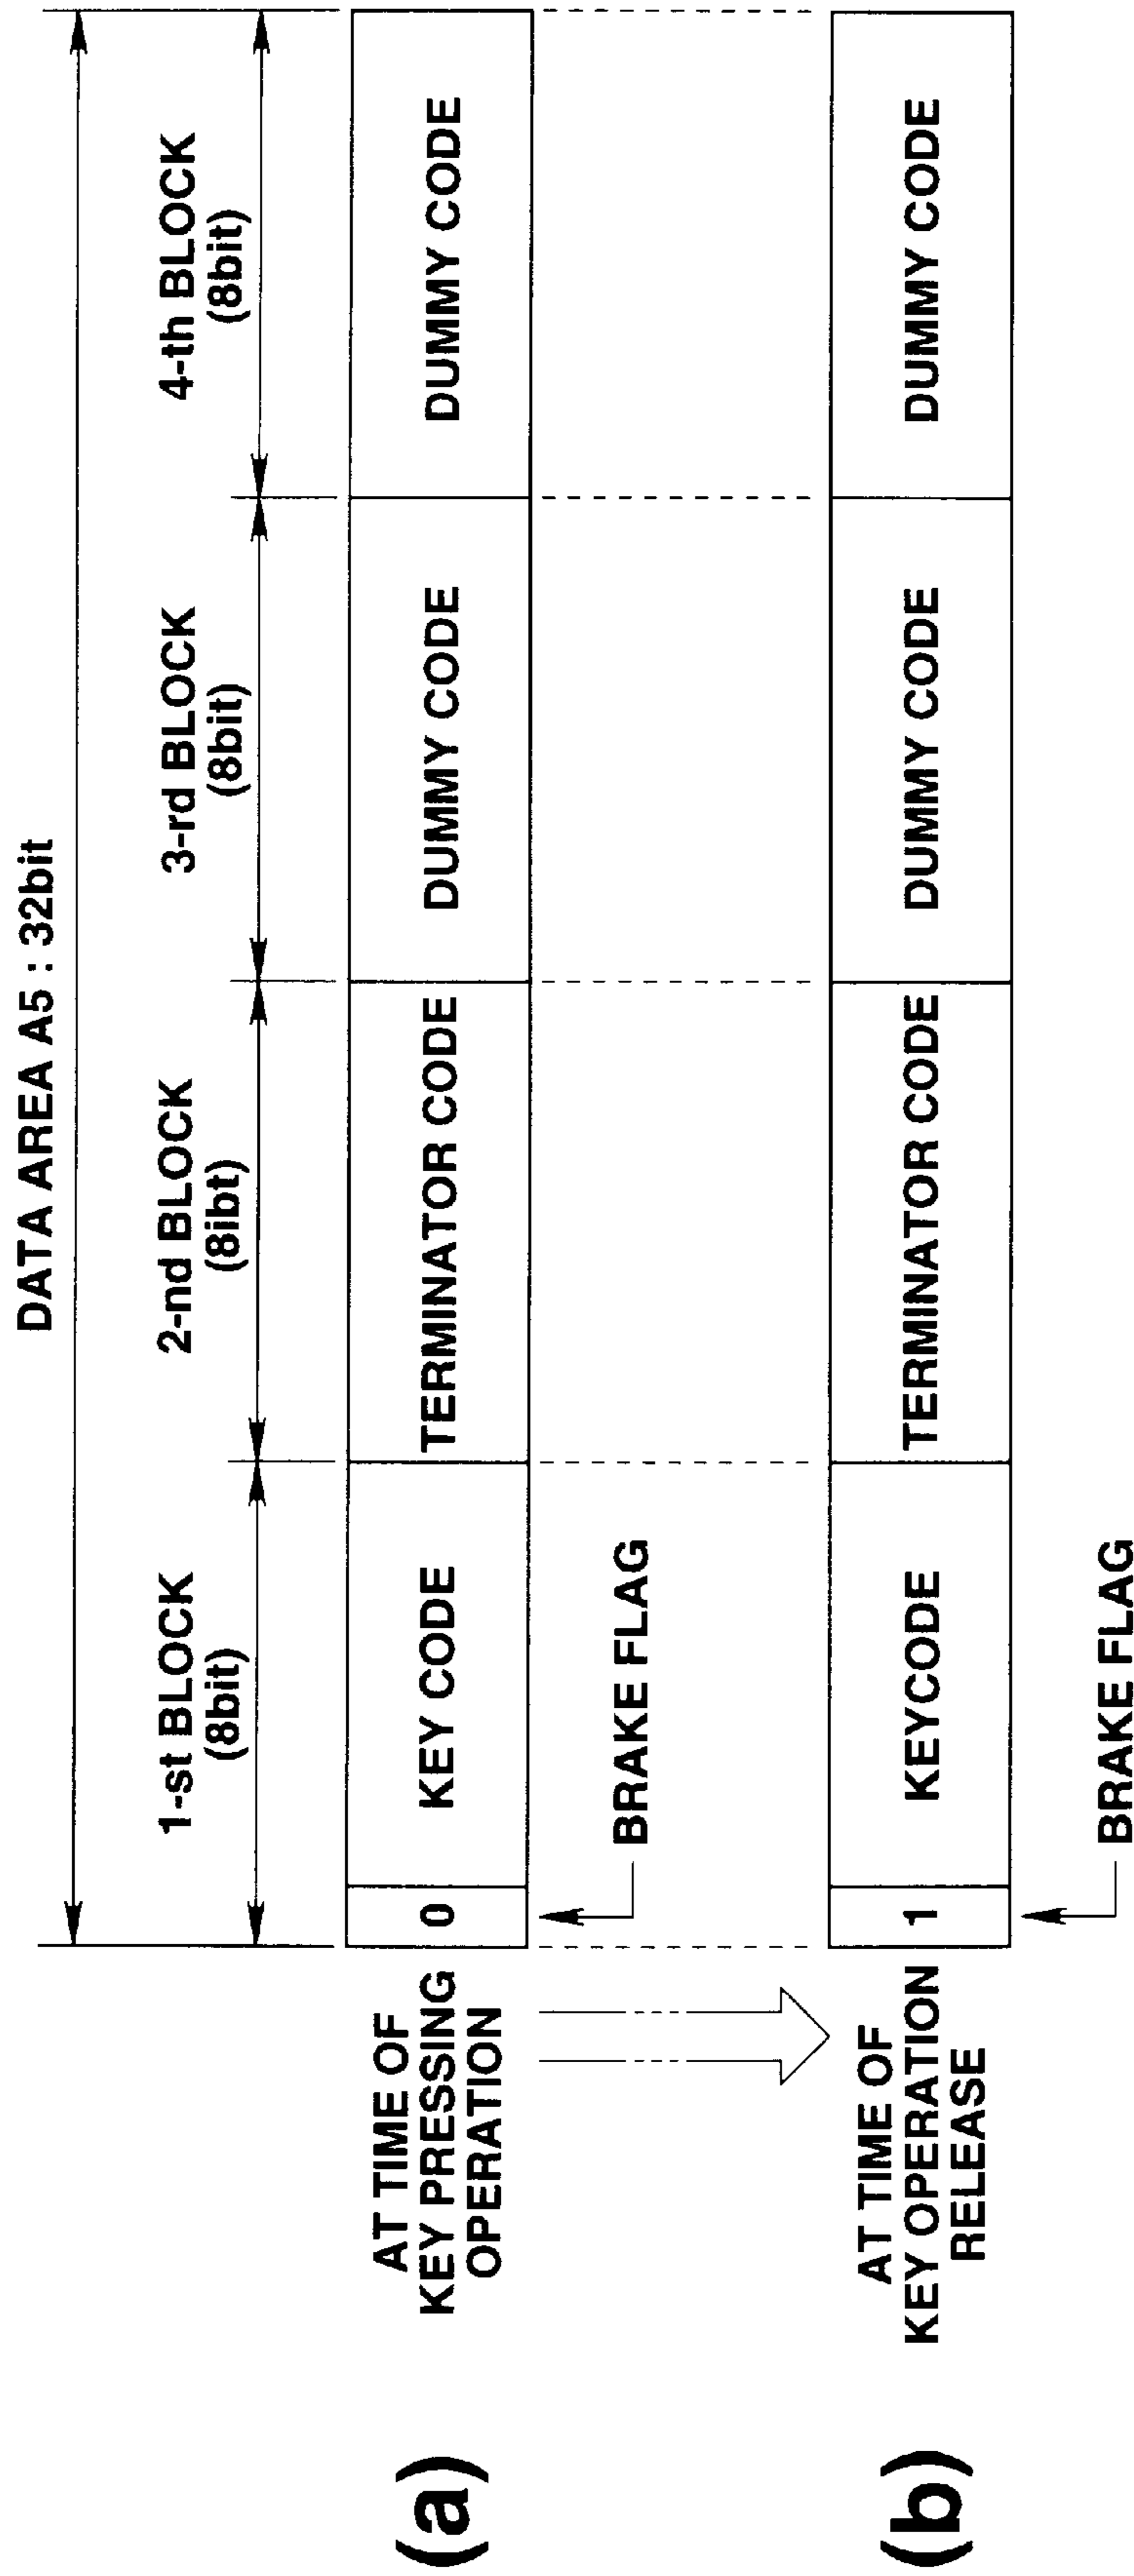 DATA AREA A5 : 32bit
1-st BLOCK
(8bit)
2-nd BLOCK
(8ibt)
3-rd BLOCK
(8bit)
4-th BLOCK
(8bit)
(a)
AT TIME OF
KEY PRESSING
OPERATION
0
KEY CODE
TERMINATOR CODE
DUMMY CODE
DUMMY CODE
BRAKE FLAG
(b)
AT TIME OF
KEY OPERATION
RELEASE
1
KEYCODE
TERMINATOR CODE
DUMMY CODE
DUMMY CODE
BRAKE FLAG